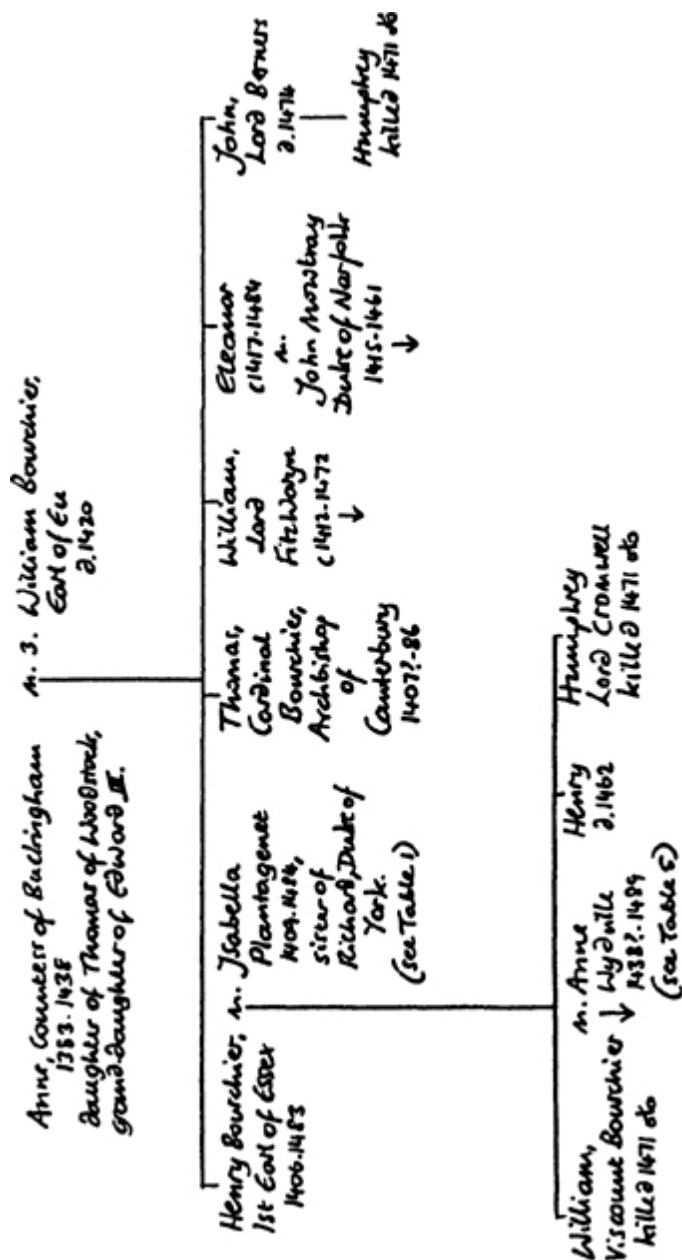 Anne, Countess of Buckingham
1383-1438
daughter of Thomas of Woodstock,
grand-daughter of Edward III.
m. 3. William Bourchier,
Earl of Eu
d.1420
Henry Bourchier,
1st Earl of Essex
1406-1483
m. Isabella
Plantagenet
1409-1484,
sister of
Richard, Duke of
York.
(see Table 1)
Thomas,
Cardinal
Bourchier,
Archbishop
of
Canterbury
1407?-86
William,
Lord
FitzWaryn
c1412-1472
↓
Eleanor
c1417-1484
m.
John Mowbray
Duke of Norfolk
1415-1461
↓
John,
Lord Berners
d.1474
Humphrey
killed 1471 ⚔
William,
Viscount Bourchier
killed 1471 ⚔
m. Anne
↓ Wydville
1438?-1489
(see Table 5)
Henry
d.1462
Humphrey
Lord Cromwell
killed 1471 ⚔